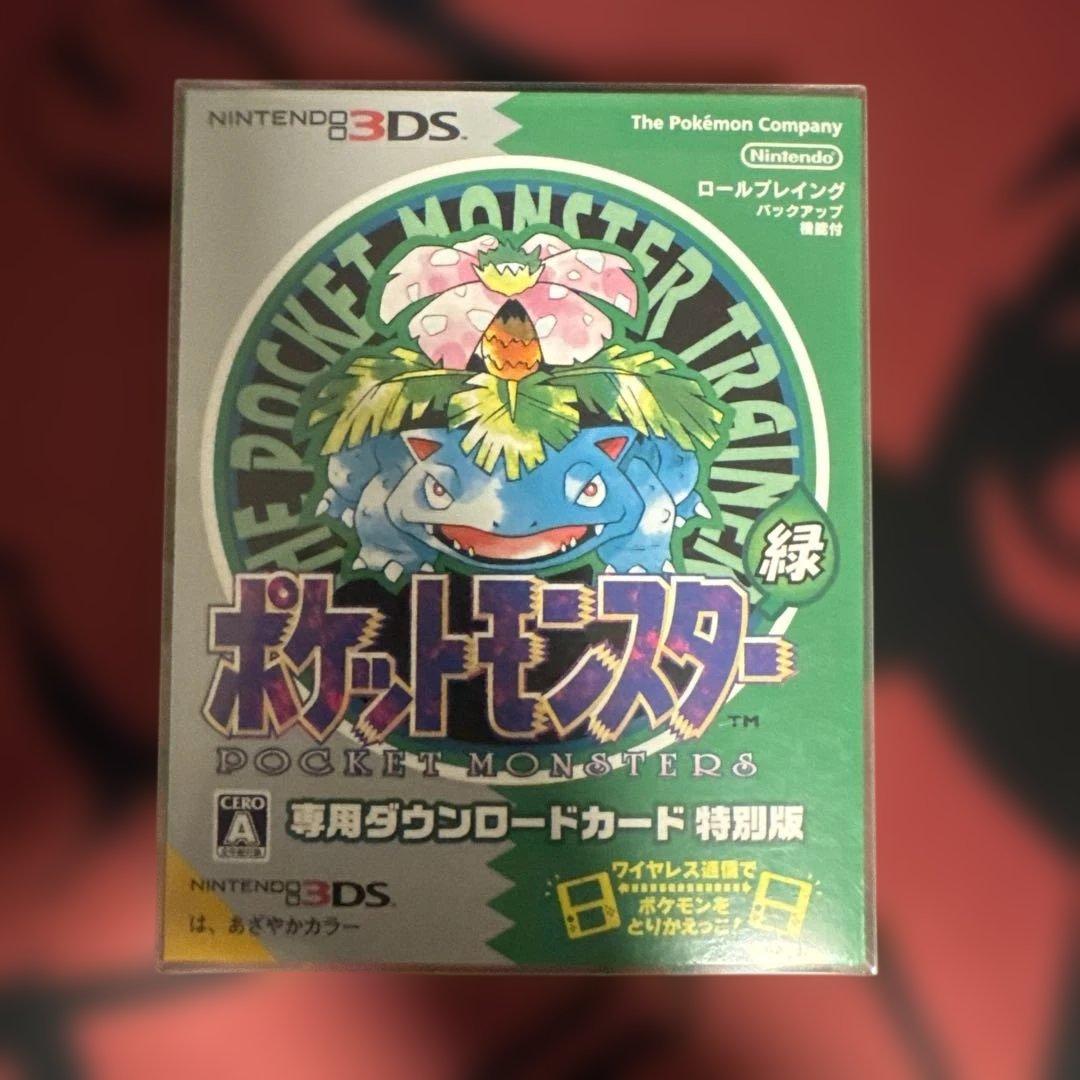 NINTENDO 3DS™
The Pokémon Company
Nintendo®
ロールプレイング
バックアップ
機能付
THE POCKET MONSTER TRAINER
緑
ポケットモンスター™
POCKET MONSTERS
CERO
A
専用ダウンロードカード 特別版
NINTENDO 3DS™
は、あざやかカラー
ワイヤレス通信で
ポケモンを
とりかえっこ!